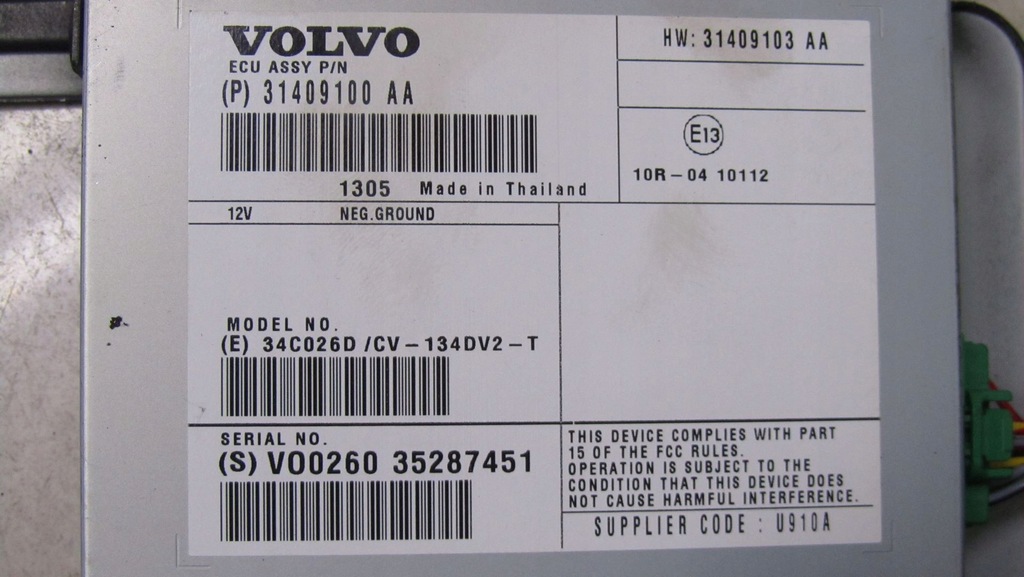 VOLVO
ECU ASSY P/N
(P) 31409100 AA
1305 Made in Thailand
HW: 31409103 AA
E13
10R-04 10112
12V NEG.GROUND
MODEL NO.
(E) 34C026D /CV-134DV2-T
SERIAL NO.
(S) VO0260 35287451
THIS DEVICE COMPLIES WITH PART
15 OF THE FCC RULES.
OPERATION IS SUBJECT TO THE
CONDITION THAT THIS DEVICE DOES
NOT CAUSE HARMFUL INTERFERENCE.
SUPPLIER CODE : U910A